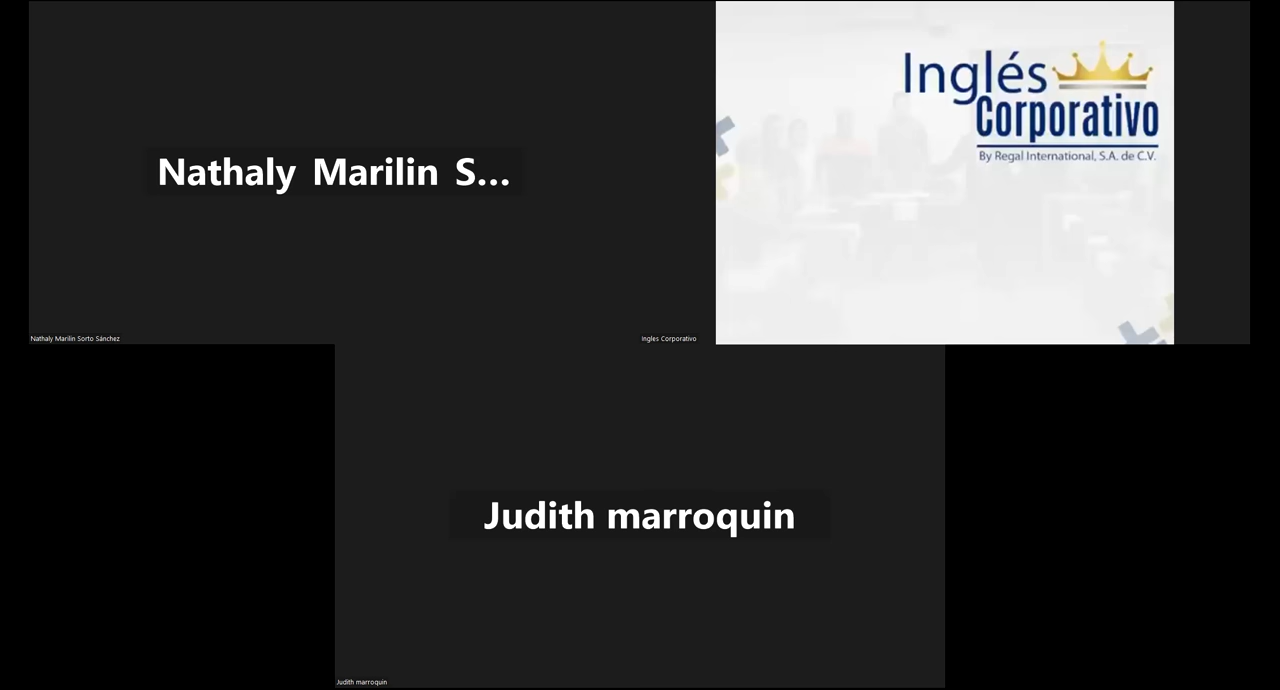 Nathaly Marilin S...
Nathaly Marilin Sorto Sánchez
Inglés
Corporativo
By Regal International, S.A. de C.V.
Ingles Corporativo
Judith marroquin
Judith marroquin